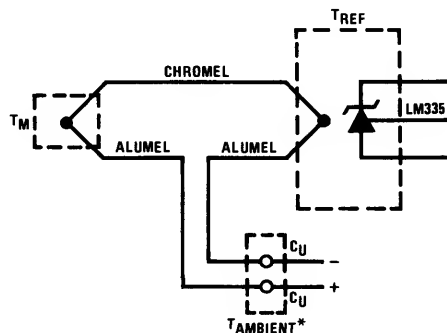 TREF
CHROMEL
LM335
TM
ALUMEL
ALUMEL
CU
−
+
CU
TAMBIENT*